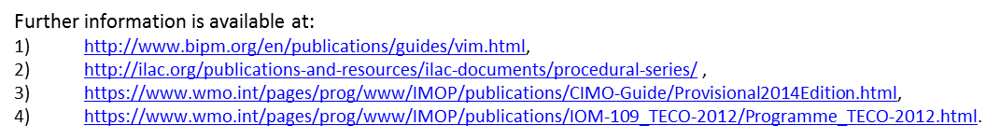 Further information is available at:
1) http://www.bipm.org/en/publications/guides/vim.html,
2) http://ilac.org/publications-and-resources/ilac-documents/procedural-series/ ,
3) https://www.wmo.int/pages/prog/www/IMOP/publications/CIMO-Guide/Provisional2014Edition.html,
4) https://www.wmo.int/pages/prog/www/IMOP/publications/IOM-109_TECO-2012/Programme_TECO-2012.html.